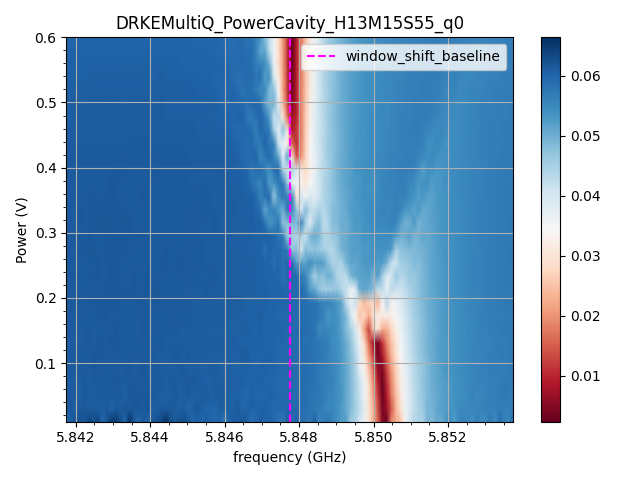 DRKEMultiQ_PowerCavity_H13M15S55_q0
window_shift_baseline
0.6
0.5
0.4
0.3
0.2
0.1
Power (V)
5.842 5.844 5.846 5.848 5.850 5.852
frequency (GHz)
0.06
0.05
0.04
0.03
0.02
0.01